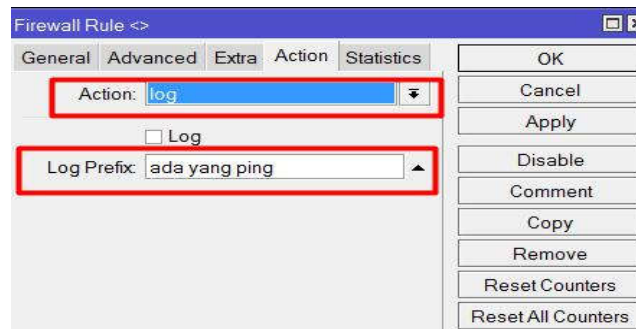 Firewall Rule <>
General Advanced Extra Action Statistics
Action: log
Log
Log Prefix: ada yang ping
OK
Cancel
Apply
Disable
Comment
Copy
Remove
Reset Counters
Reset All Counters